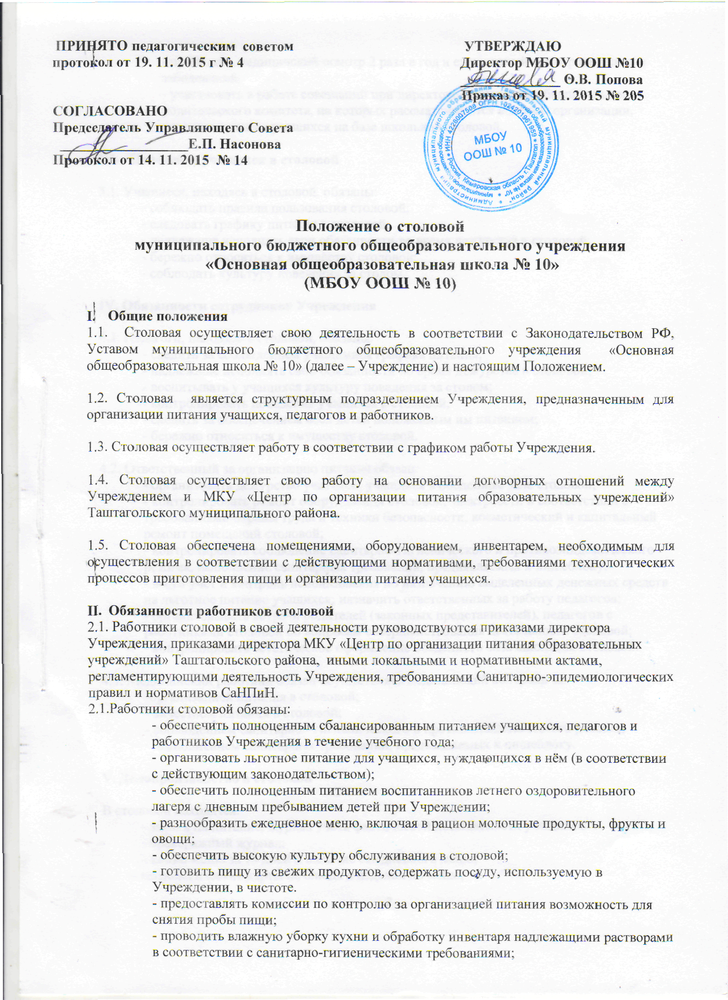 ПРИНЯТО педагогическим советом
протокол от 19. 11. 2015 г № 4
УТВЕРЖДАЮ
Директор МБОУ ООШ №10
______________ О.В. Попова
Приказ от 19. 11. 2015 № 205
СОГЛАСОВАНО
Председатель Управляющего Совета
__________________Е.П. Насонова
Протокол от 14. 11. 2015 № 14
МБОУ
ООШ № 10
ИНН 4228007508 ОГРН 1024201961959
Россия, Кемеровская область г.Таштагол
Положение о столовой
муниципального бюджетного общеобразовательного учреждения
«Основная общеобразовательная школа № 10»
(МБОУ ООШ № 10)
I. Общие положения
1.1. Столовая осуществляет свою деятельность в соответствии с Законодательством РФ,
Уставом муниципального бюджетного общеобразовательного учреждения «Основная
общеобразовательная школа № 10» (далее – Учреждение) и настоящим Положением.
1.2. Столовая является структурным подразделением Учреждения, предназначенным для
организации питания учащихся, педагогов и работников.
1.3. Столовая осуществляет работу в соответствии с графиком работы Учреждения.
1.4. Столовая осуществляет свою работу на основании договорных отношений между
Учреждением и МКУ «Центр по организации питания образовательных учреждений»
Таштагольского муниципального района.
1.5. Столовая обеспечена помещениями, оборудованием, инвентарем, необходимым для
осуществления в соответствии с действующими нормативами, требованиями технологических
процессов приготовления пищи и организации питания учащихся.
II. Обязанности работников столовой
2.1. Работники столовой в своей деятельности руководствуются приказами директора
Учреждения, приказами директора МКУ «Центр по организации питания образовательных
учреждений» Таштагольского района, иными локальными и нормативными актами,
регламентирующими деятельность Учреждения, требованиями Санитарно-эпидемиологических
правил и нормативов СаНПиН.
2.1.Работники столовой обязаны:
- обеспечить полноценным сбалансированным питанием учащихся, педагогов и
работников Учреждения в течение учебного года;
- организовать льготное питание для учащихся, нуждающихся в нём (в соответствии
с действующим законодательством);
- обеспечить полноценным питанием воспитанников летнего оздоровительного
лагеря с дневным пребыванием детей при Учреждении;
- разнообразить ежедневное меню, включая в рацион молочные продукты, фрукты и
овощи;
- обеспечить высокую культуру обслуживания в столовой;
- готовить пищу из свежих продуктов, содержать посуду, используемую в
Учреждении, в чистоте.
- предоставлять комиссии по контролю за организацией питания возможность для
снятия пробы пищи;
- проводить влажную уборку кухни и обработку инвентаря надлежащими растворами
в соответствии с санитарно-гигиеническими требованиями;